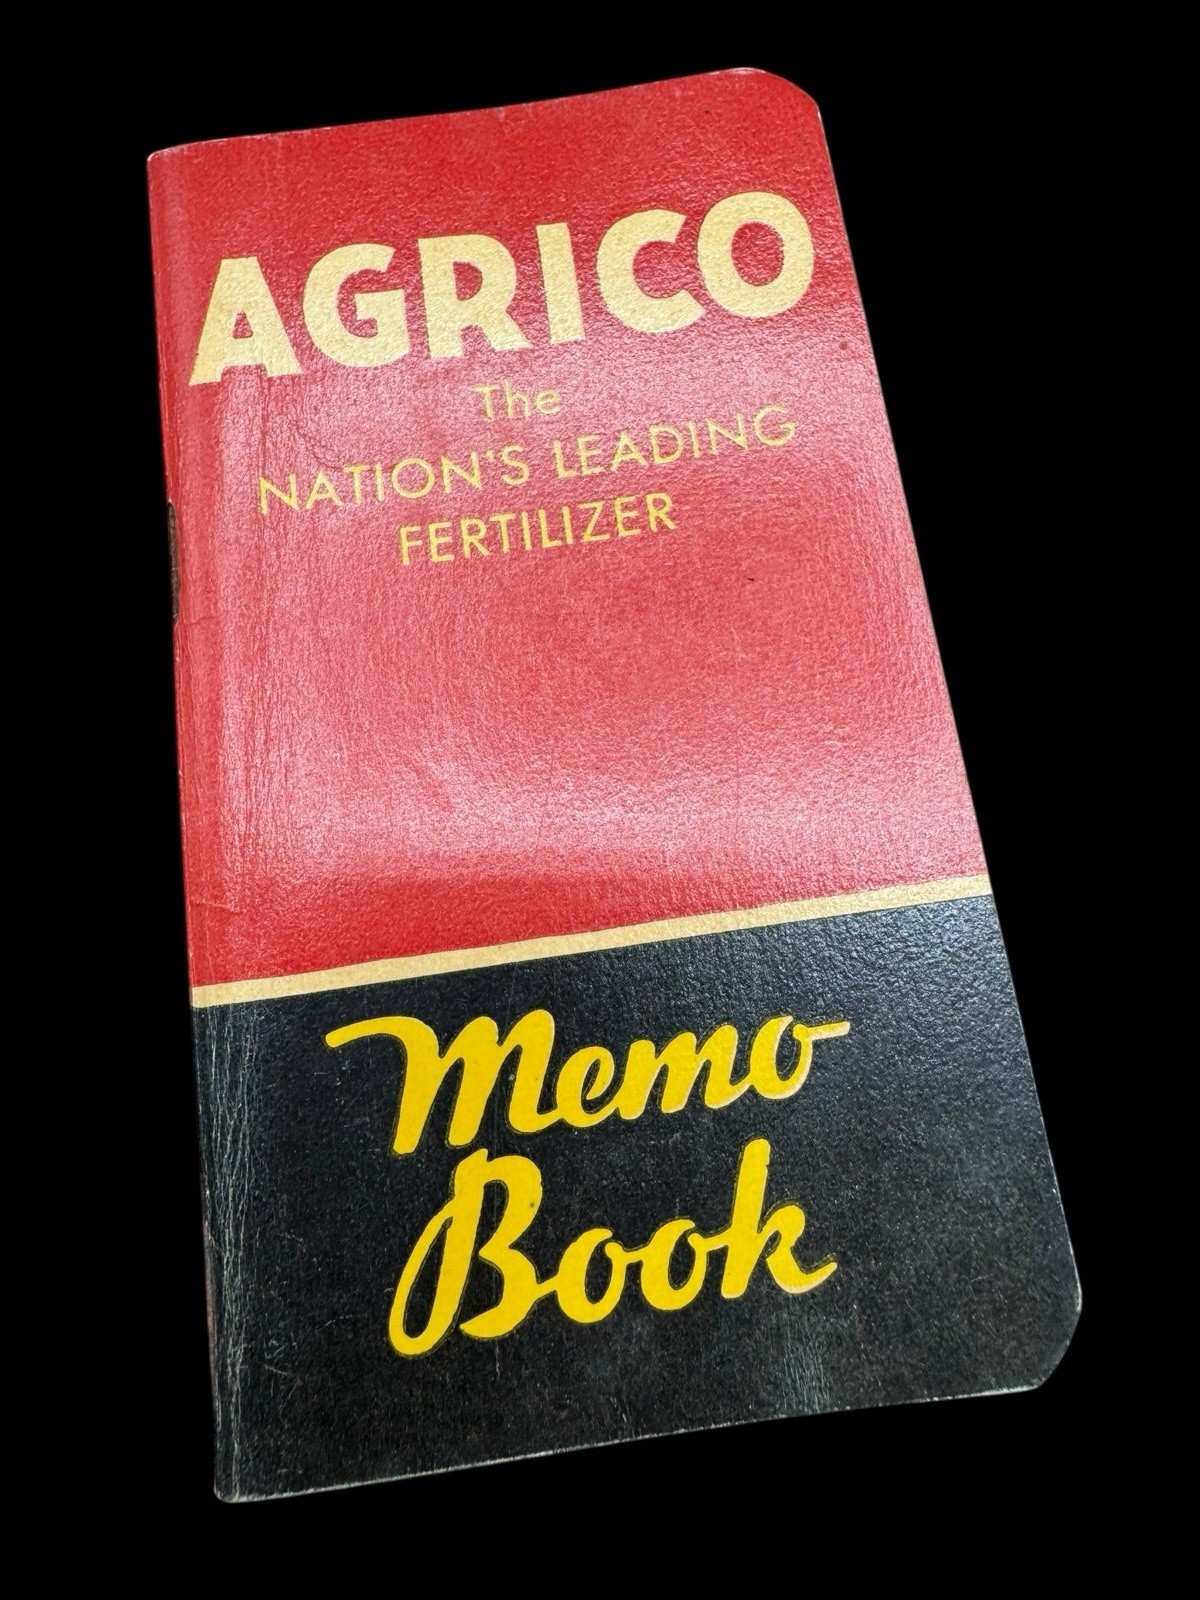 AGRICO
The
NATION'S LEADING
FERTILIZER
Memo
Book